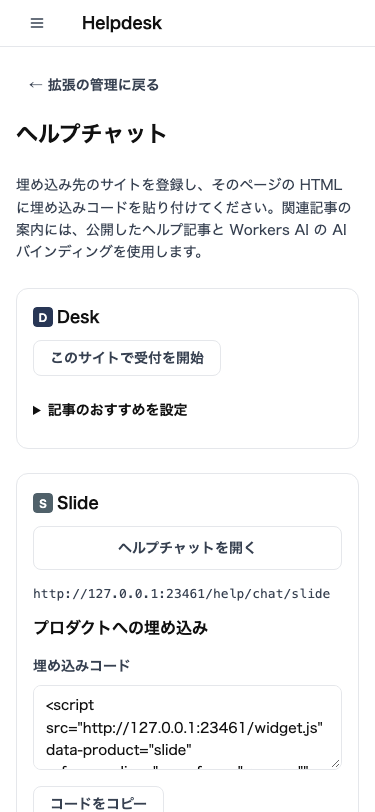 Helpdesk
← 拡張の管理に戻る
ヘルプチャット
埋め込み先のサイトを登録し、そのページの HTML
に埋め込みコードを貼り付けてください。関連記事の
案内には、公開したヘルプ記事と Workers AI の AI
バインディングを使用します。
D Desk
このサイトで受付を開始
▶ 記事のおすすめを設定
S Slide
ヘルプチャットを開く
http://127.0.0.1:23461/help/chat/slide
プロダクトへの埋め込み
埋め込みコード
<script
src="http://127.0.0.1:23461/widget.js"
data-product="slide"
コードをコピー